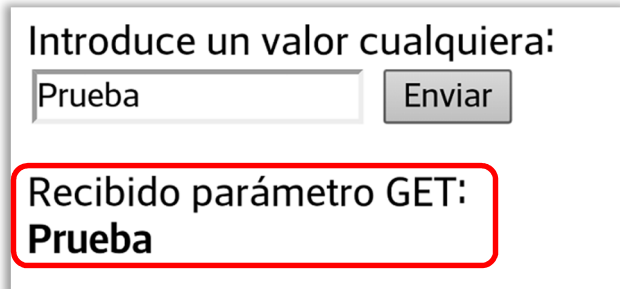 Introduce un valor cualquiera:
Prueba
Enviar
Recibido parámetro GET:
Prueba